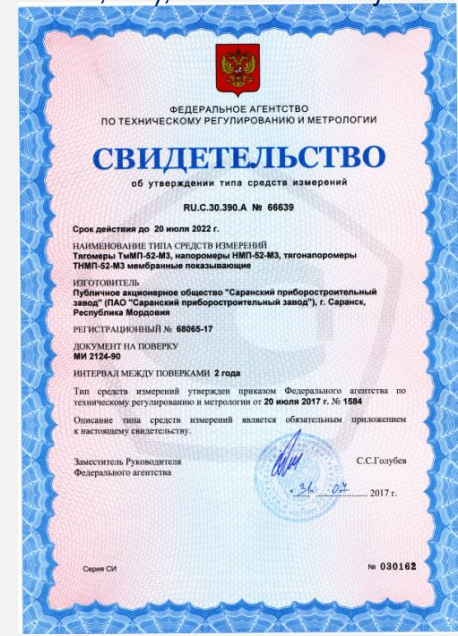 ФЕДЕРАЛЬНОЕ АГЕНТСТВО
ПО ТЕХНИЧЕСКОМУ РЕГУЛИРОВАНИЮ И МЕТРОЛОГИИ
СВИДЕТЕЛЬСТВО
об утверждении типа средств измерений
RU.C.30.390.A № 66639
Срок действия до 20 июля 2022 г.
НАИМЕНОВАНИЕ ТИПА СРЕДСТВ ИЗМЕРЕНИЙ
Тягомеры ТмМП-52-М3, напоромеры НМП-52-М3, тягонапоромеры
ТНМП-52-М3 мембранные показывающие
ИЗГОТОВИТЕЛЬ
Публичное акционерное общество "Саранский приборостроительный
завод" (ПАО "Саранский приборостроительный завод"), г. Саранск,
Республика Мордовия
РЕГИСТРАЦИОННЫЙ № 68065-17
ДОКУМЕНТ НА ПОВЕРКУ
МИ 2124-90
ИНТЕРВАЛ МЕЖДУ ПОВЕРКАМИ 2 года
Тип средств измерений утвержден приказом Федерального агентства по
техническому регулированию и метрологии от 20 июля 2017 г. № 1584
Описание типа средств измерений является обязательным приложением
к настоящему свидетельству.
Заместитель Руководителя
Федерального агентства
С.С.Голубев
"31" 07 2017 г.
Серия СИ
№ 030162